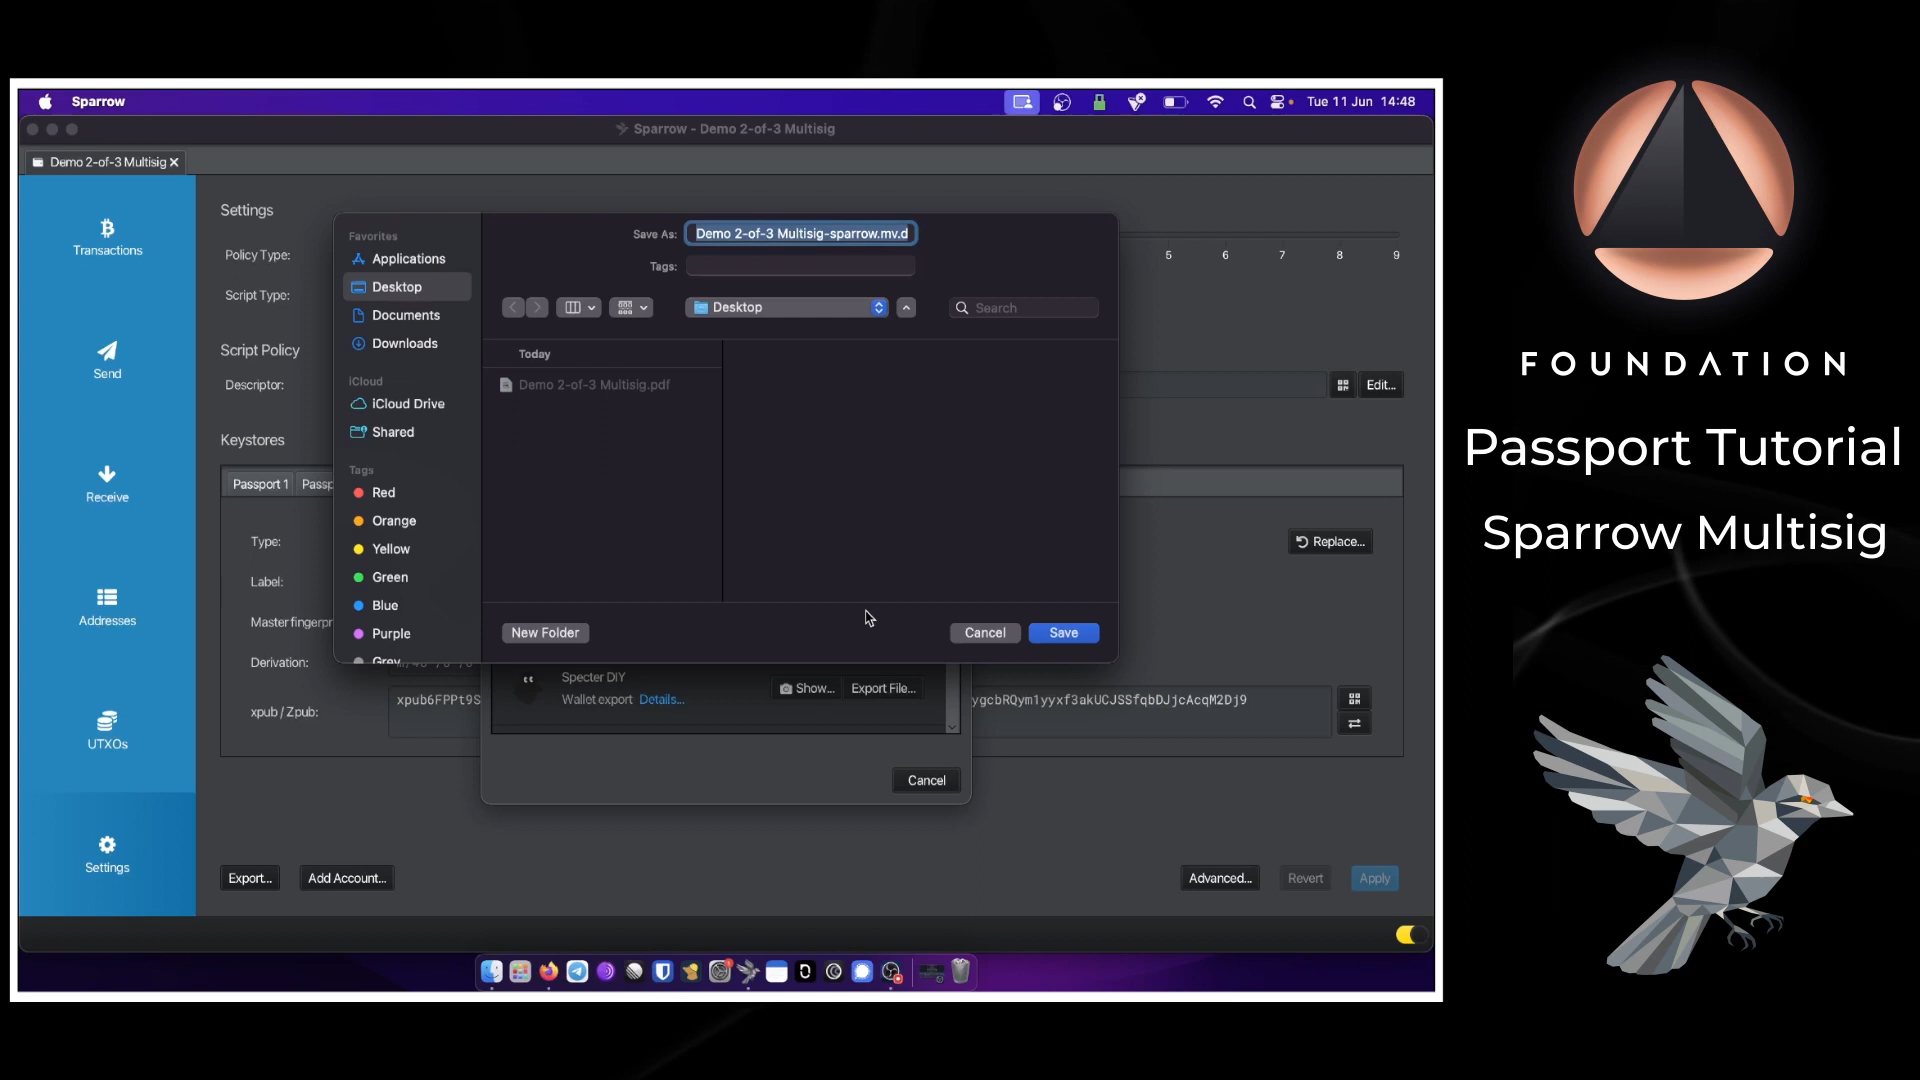 Sparrow
Tue 11 Jun 14:48
Sparrow - Demo 2-of-3 Multisig
Demo 2-of-3 Multisig
Transactions
Send
Receive
Addresses
UTXOs
Settings
Settings
Policy Type:
Script Type:
5 6 7 8 9
Script Policy
Descriptor:
Edit...
Keystores
Passport 1
Type:
Replace...
Label:
Master fingerpr
Derivation:
xpub / Zpub:
xpub6FPPt9S
ygcbRQym1yyxf3akUCJSSfqbDJjcAcqM2Dj9
Favorites
Applications
Desktop
Documents
Downloads
iCloud
iCloud Drive
Shared
Tags
Red
Orange
Yellow
Green
Blue
Purple
Grey
Save As:
Demo 2-of-3 Multisig-sparrow.mv.d
Tags:
Desktop
Search
Today
Demo 2-of-3 Multisig.pdf
New Folder
Cancel
Save
Specter DIY
Wallet export Details...
Show...
Export File...
Cancel
Export...
Add Account...
Advanced...
Revert
Apply
FOUNDATION
Passport Tutorial
Sparrow Multisig